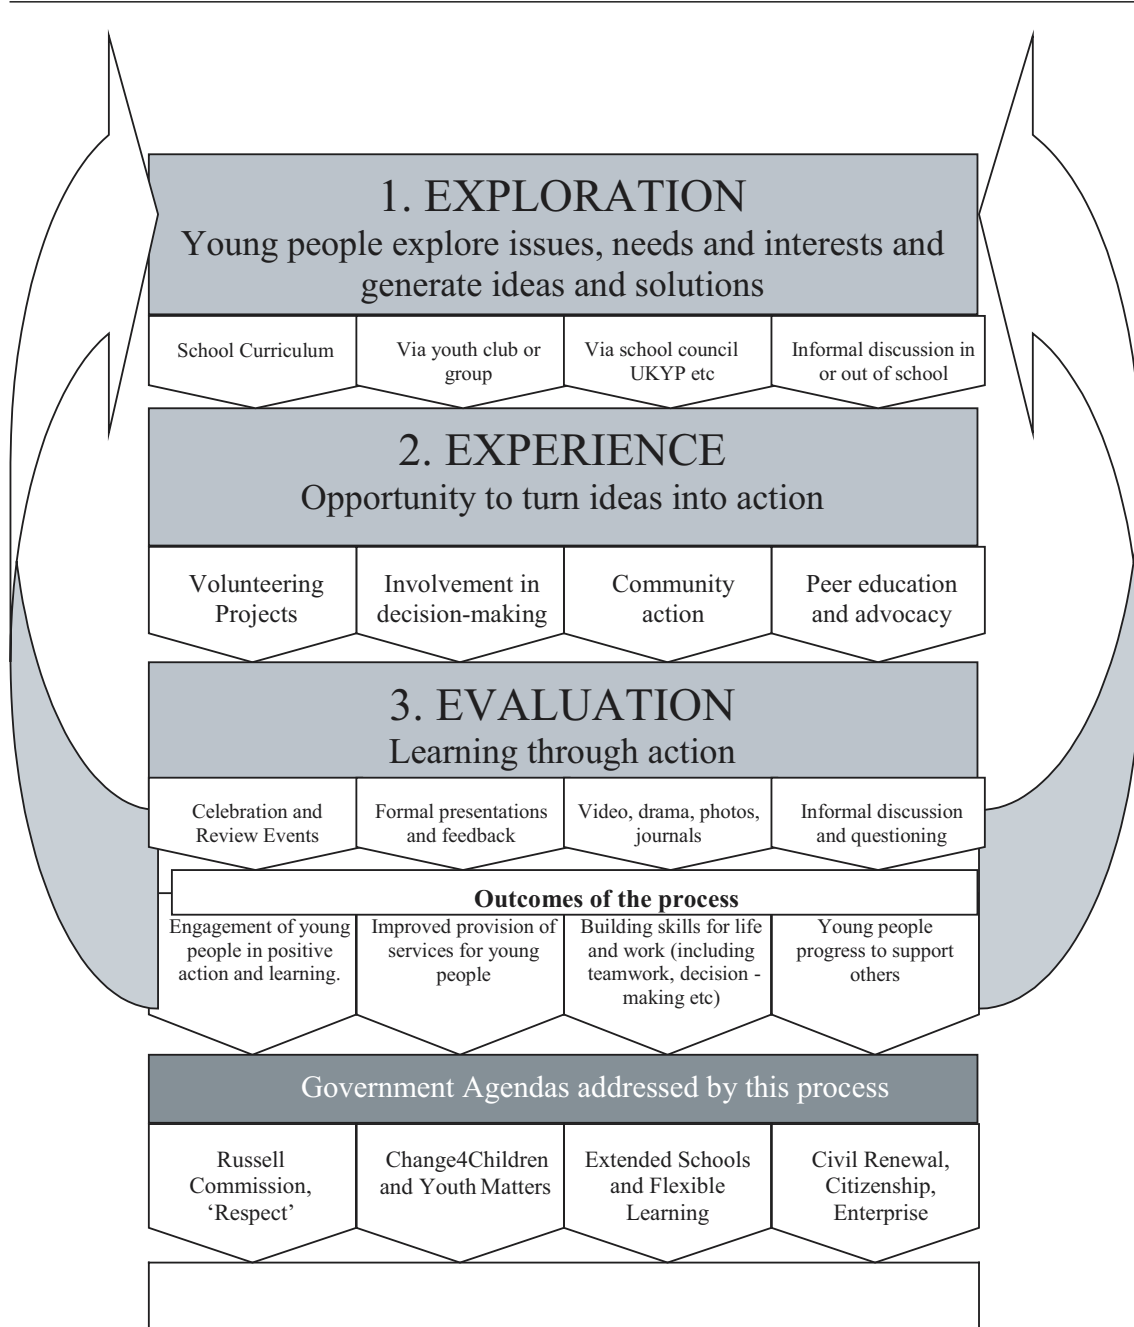 1. EXPLORATION
Young people explore issues, needs and interests and
generate ideas and solutions
School Curriculum
Via youth club or
group
Via school council
UKYP etc
Informal discussion in
or out of school
2. EXPERIENCE
Opportunity to turn ideas into action
Volunteering
Projects
Involvement in
decision-making
Community
action
Peer education
and advocacy
3. EVALUATION
Learning through action
Celebration and
Review Events
Formal presentations
and feedback
Video, drama, photos,
journals
Informal discussion
and questioning
Outcomes of the process
Engagement of young
people in positive
action and learning.
Improved provision of
services for young
people
Building skills for life
and work (including
teamwork, decision -
making etc)
Young people
progress to support
others
Government Agendas addressed by this process
Russell
Commission,
‘Respect’
Change4Children
and Youth Matters
Extended Schools
and Flexible
Learning
Civil Renewal,
Citizenship,
Enterprise